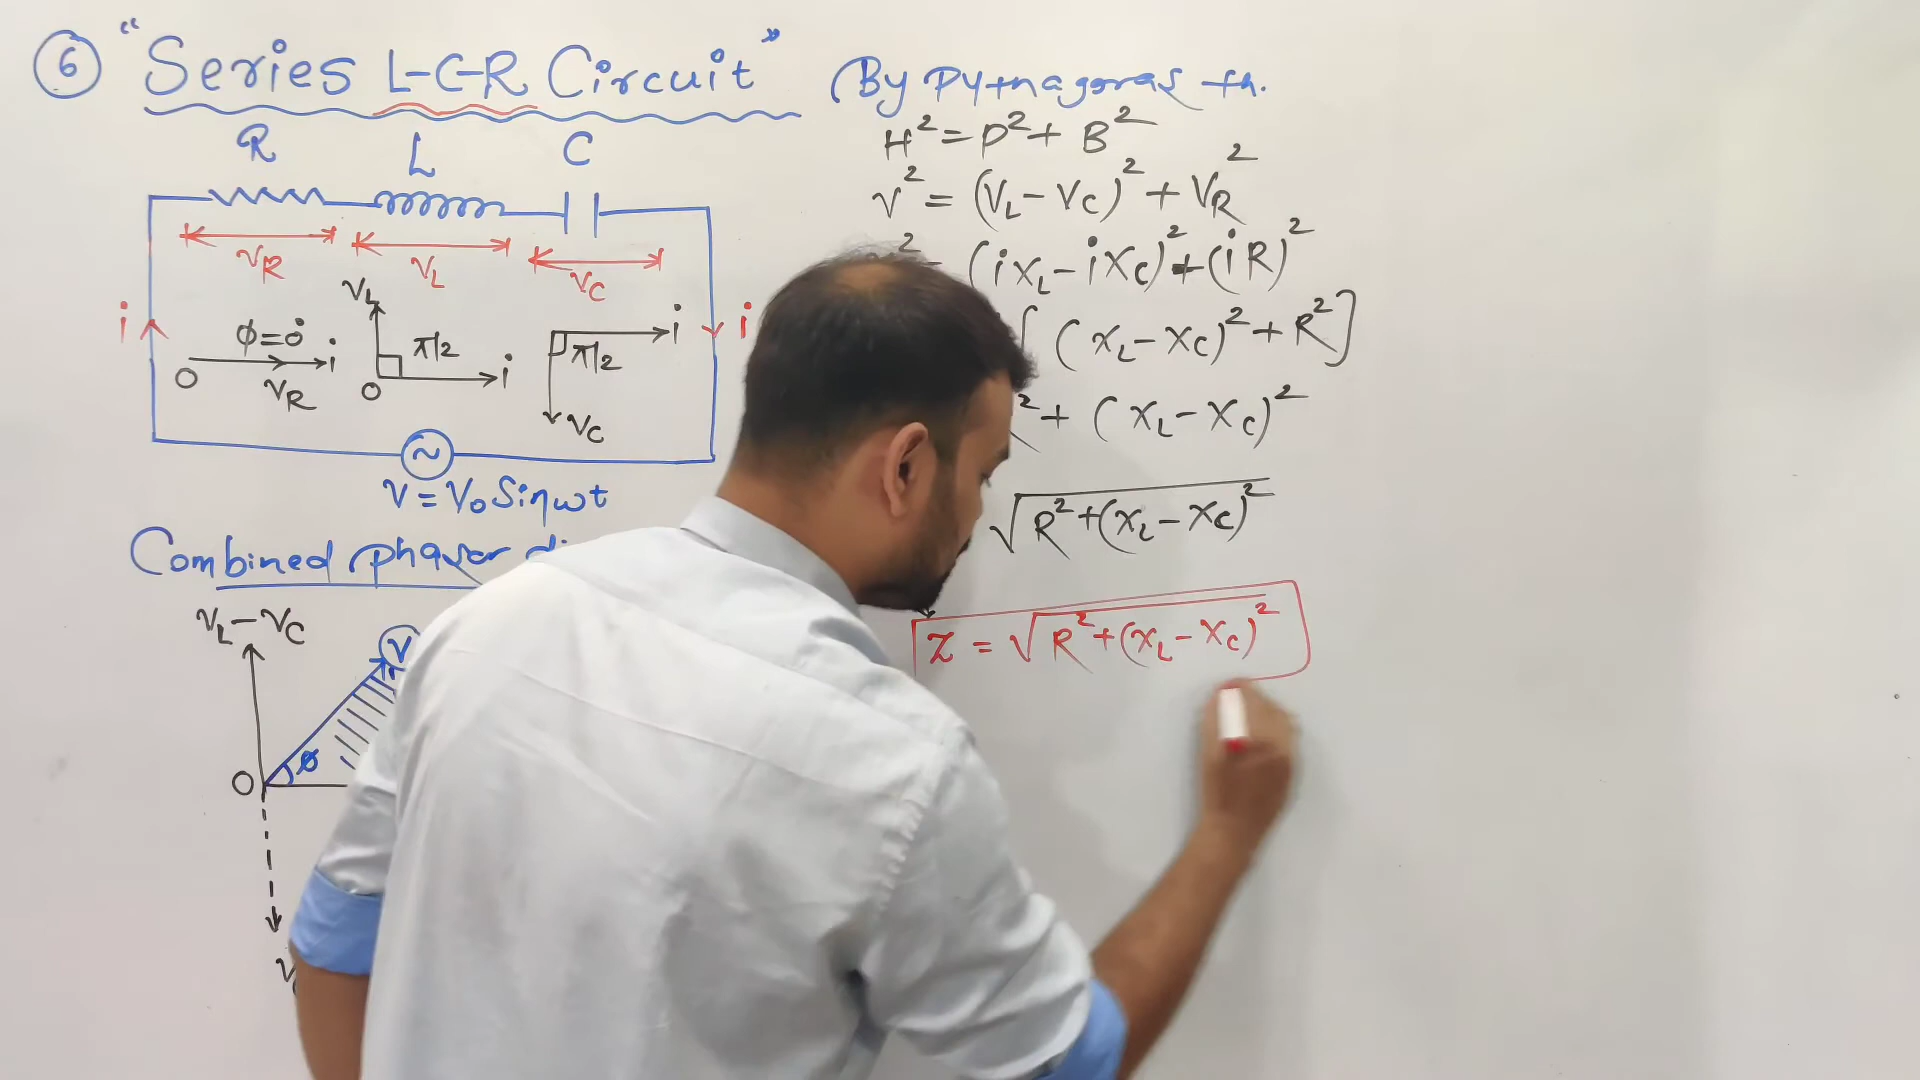 6 "Series L-C-R Circuit"
R L C
VR VL VC
i i
φ=0° i VR O
VL π/2 i O
i π/2 VC
~
V = V₀ Sinωt
Combined phasor
VL-VC
V
φ
O
By Pythagoras th.
H² = P² + B²
V² = (VL - VC)² + VR²
(iXL - iXC)² + (iR)²
[(XL - XC)² + R²]
² + (XL - XC)²
√R²+(XL - XC)²
Z = √R²+(XL - XC)²